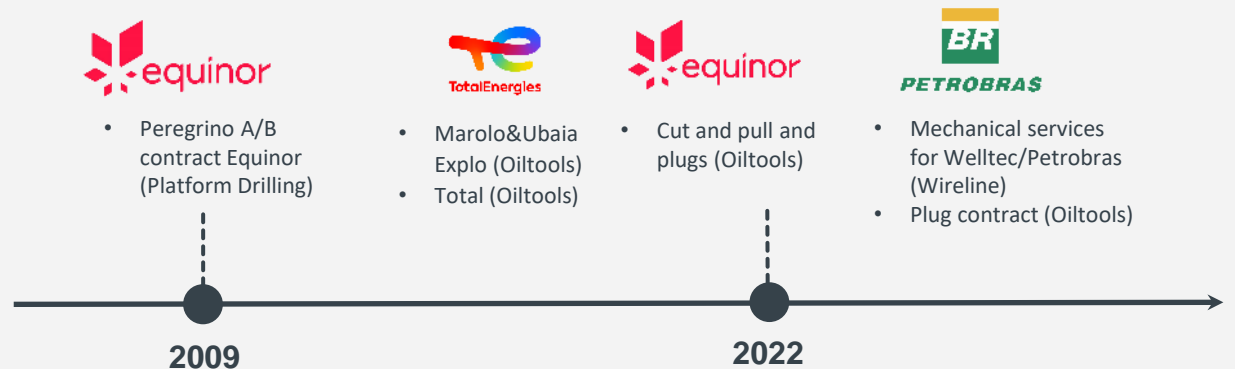 equinor
• Peregrino A/B
contract Equinor
(Platform Drilling)
TotalEnergies
• Marolo&Ubaia
Explo (Oiltools)
• Total (Oiltools)
equinor
• Cut and pull and
plugs (Oiltools)
BR
PETROBRAS
• Mechanical services
for Welltec/Petrobras
(Wireline)
• Plug contract (Oiltools)
2009
2022